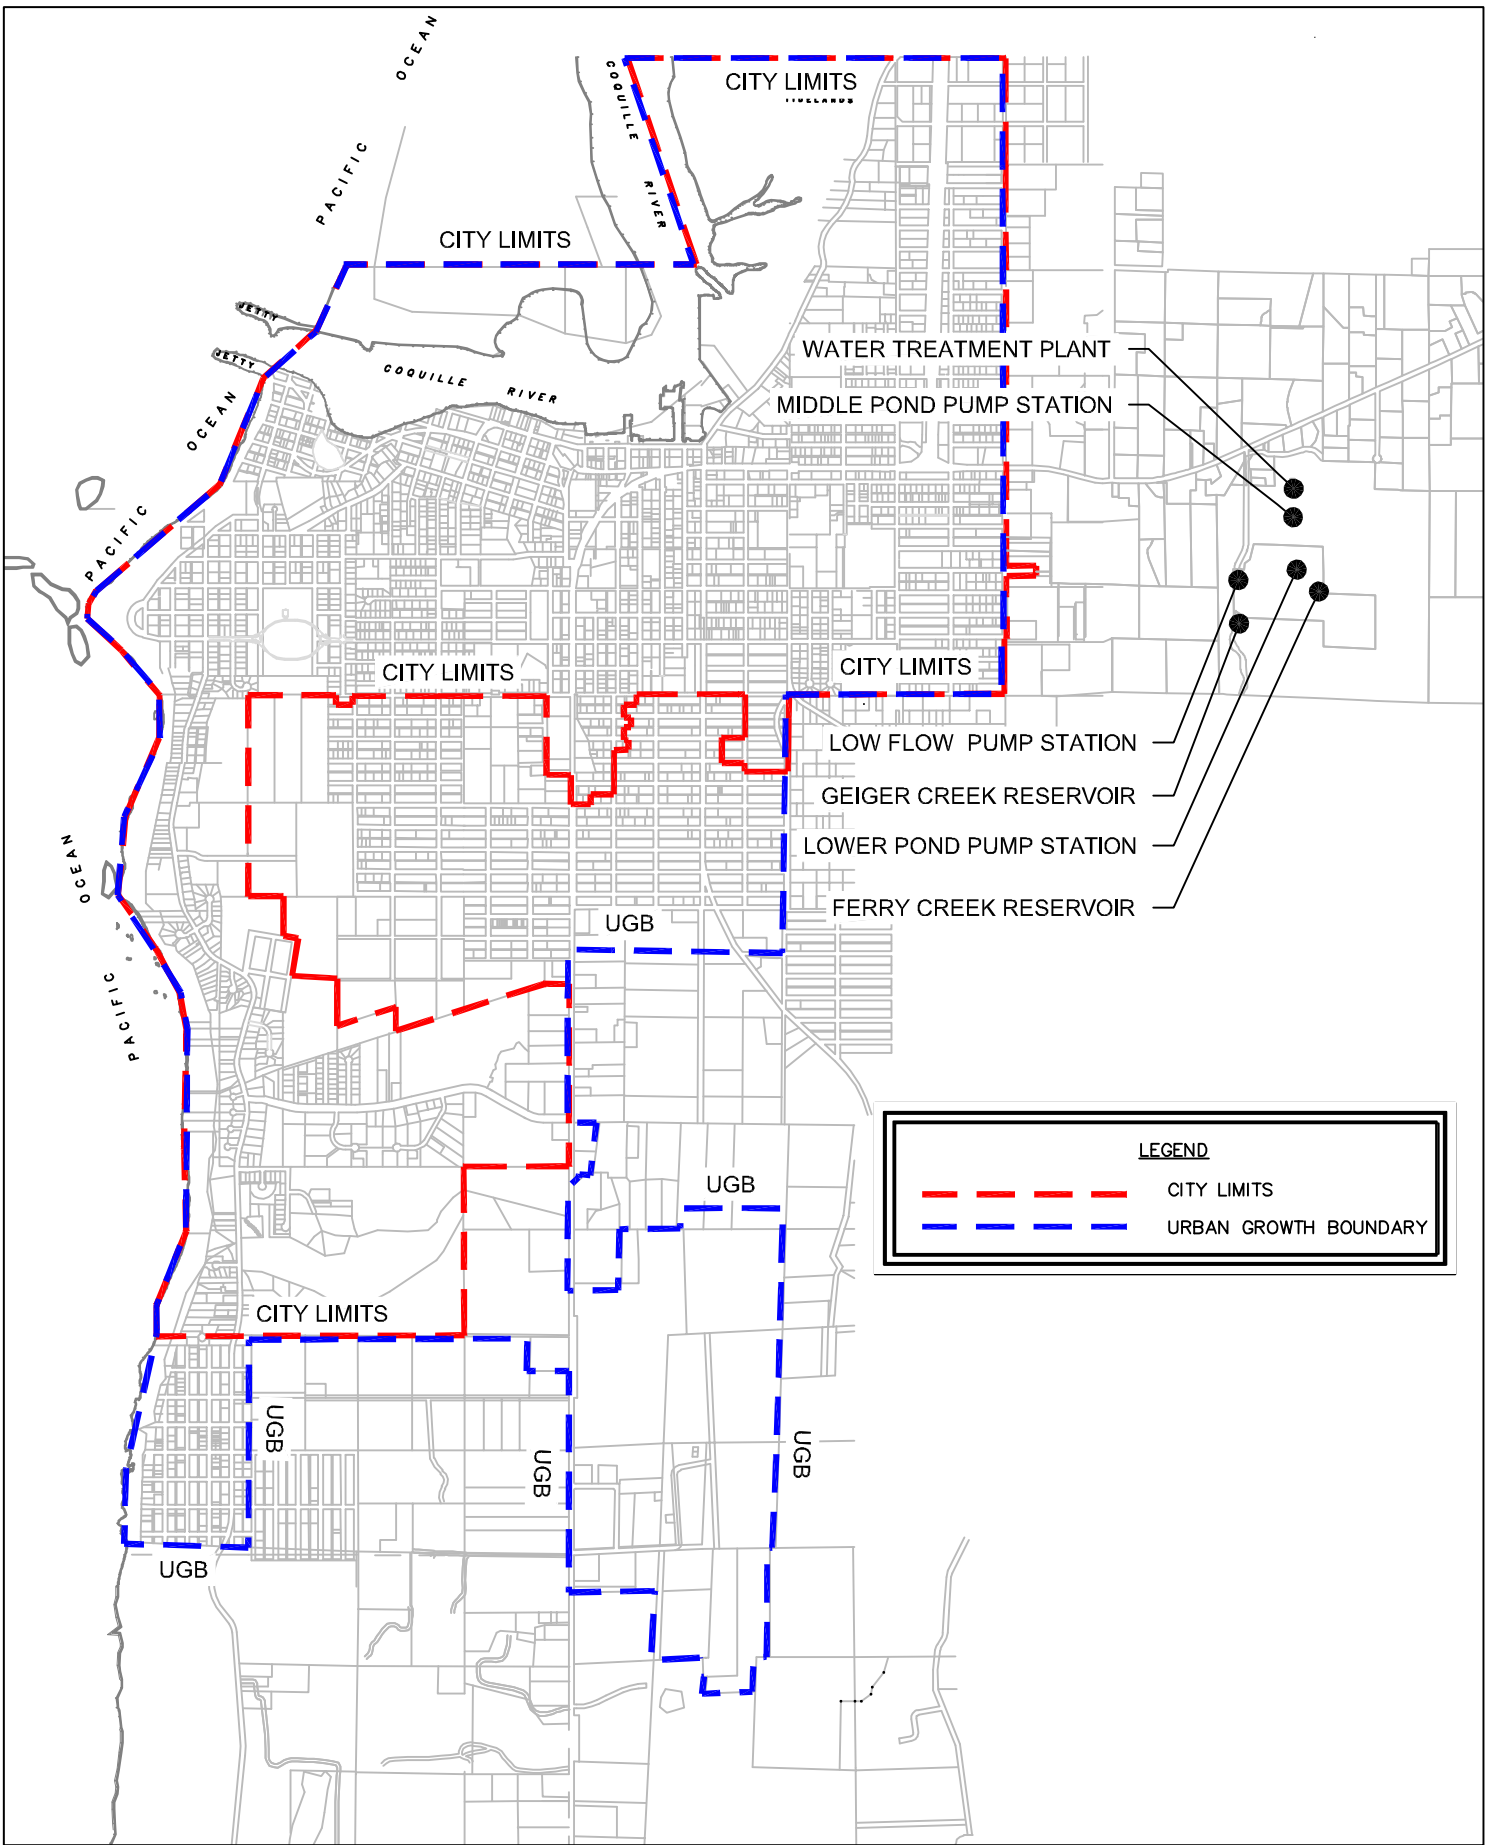 OCEAN
PACIFIC
COQUILLE
RIVER
CITY LIMITS
TIDELANDS
CITY LIMITS
JETTY
JETTY
COQUILLE RIVER
OCEAN
PACIFIC
WATER TREATMENT PLANT
MIDDLE POND PUMP STATION
CITY LIMITS
CITY LIMITS
LOW FLOW PUMP STATION
GEIGER CREEK RESERVOIR
LOWER POND PUMP STATION
FERRY CREEK RESERVOIR
OCEAN
PACIFIC
UGB
UGB
LEGEND
CITY LIMITS
URBAN GROWTH BOUNDARY
CITY LIMITS
UGB
UGB
UGB
UGB